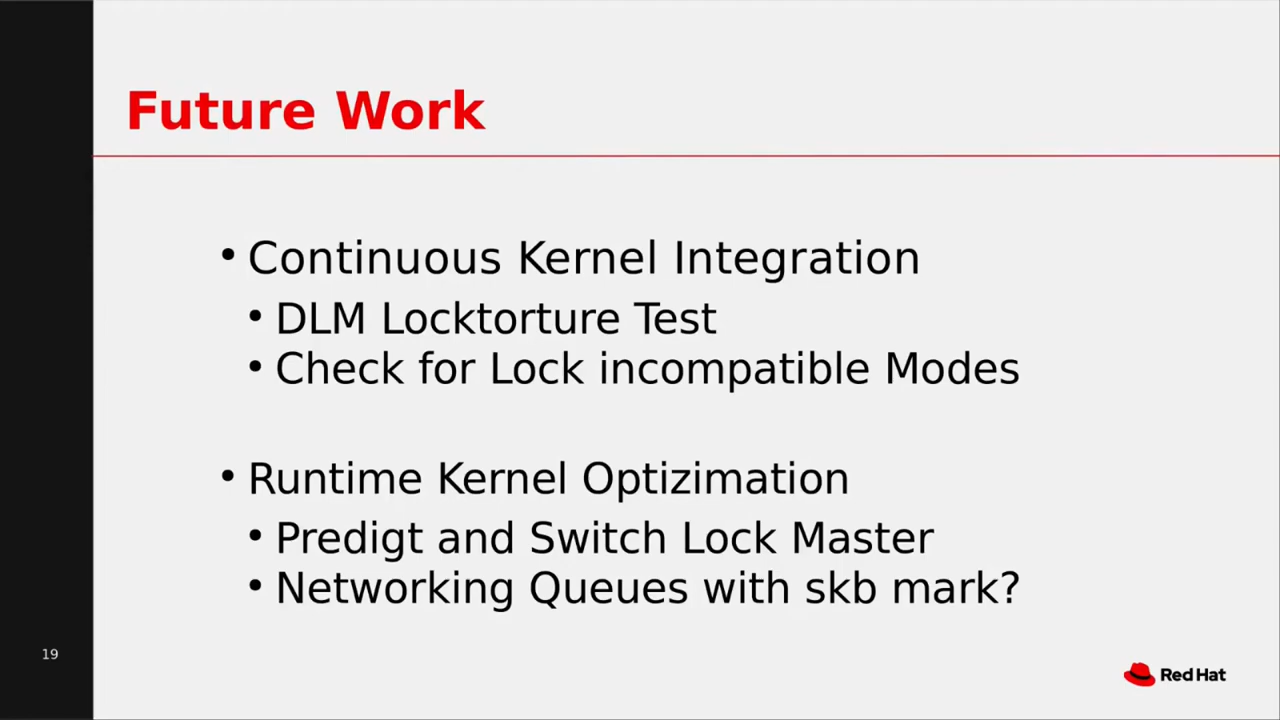 Future Work
• Continuous Kernel Integration
• DLM Locktorture Test
• Check for Lock incompatible Modes
• Runtime Kernel Optizimation
• Predigt and Switch Lock Master
• Networking Queues with skb mark?
19
Red Hat